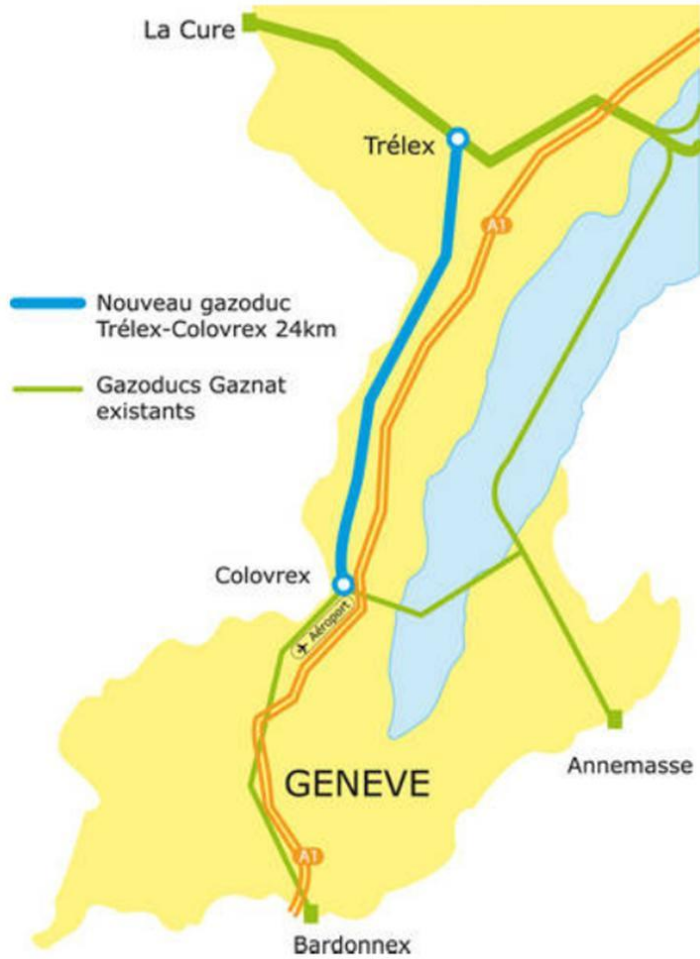 La Cure
Trélex
A1
Nouveau gazoduc
Trélex-Colovrex 24km
Gazoducs Gaznat
existants
Colovrex
Aéroport
Annemasse
GENEVE
A1
Bardonnex